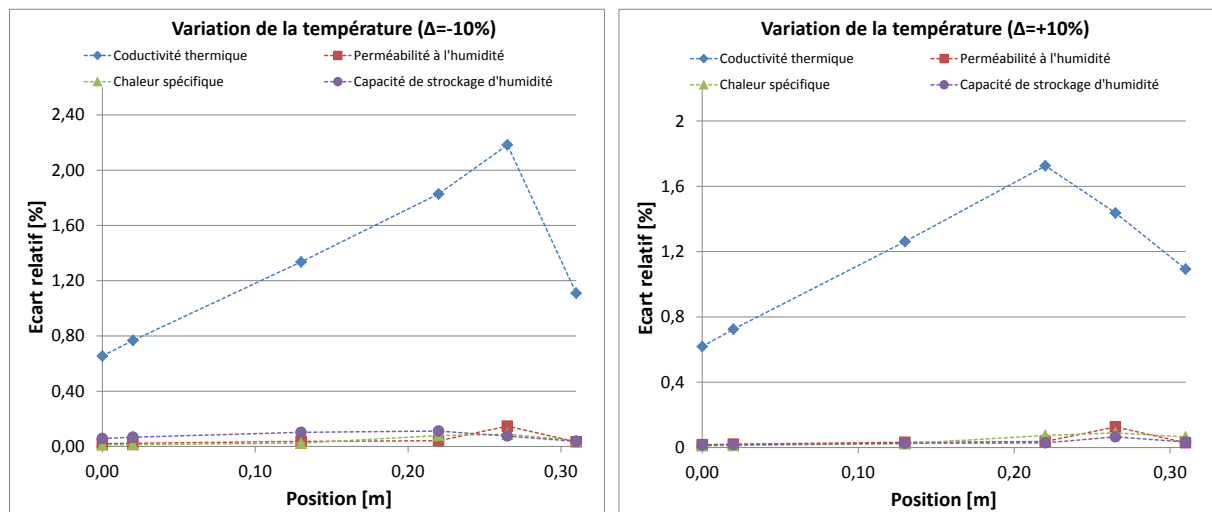 Variation de la température (Δ=-10%)
Coductivité thermique
Perméabilité à l'humidité
Chaleur spécifique
Capacité de strockage d'humidité
Ecart relatif [%]
2,40
2,00
1,60
1,20
0,80
0,40
0,00
0,00 0,10 0,20 0,30
Position [m]
Variation de la température (Δ=+10%)
Coductivité thermique
Perméabilité à l'humidité
Chaleur spécifique
Capacité de strockage d'humidité
Ecart relatif [%]
2
1,6
1,2
0,8
0,4
0
0,00 0,10 0,20 0,30
Position [m]